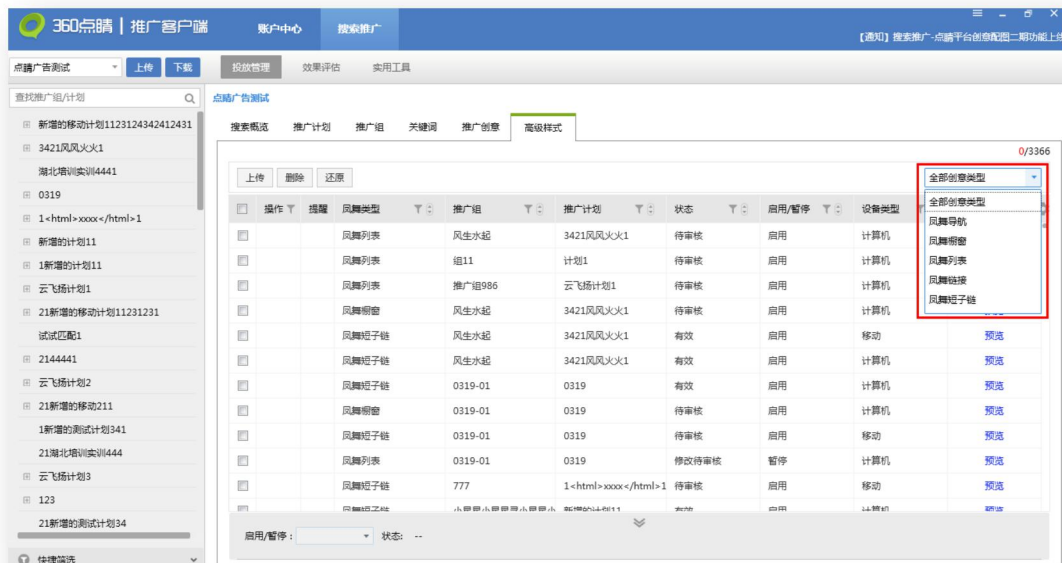 360点睛 | 推广客户端 账户中心 搜索推广
【通知】搜索推广-点睛平台创意配图二期功能上线
点睛广告测试 上传 下载 投放管理 效果评估 实用工具
查找推广组/计划 点睛广告测试
新增的移动计划1123124342412431
3421风风火火1
湖北培训实训4441
0319
1<html>xxxx</html>1
新增的计划11
1新增的计划11
云飞扬计划1
21新增的移动计划11231231
试试匹配1
2144441
云飞扬计划2
21新增的移动211
1新增的测试计划341
21湖北培训实训444
云飞扬计划3
123
21新增的测试计划34
快捷筛选
搜索概览 推广计划 推广组 关键词 推广创意 高级样式
0/3366
上传 删除 还原 全部创意类型
全部创意类型
凤舞导航
凤舞橱窗
凤舞列表
凤舞链接
凤舞短子链
操作 提醒 凤舞类型 推广组 推广计划 状态 启用/暂停 设备类型
凤舞列表 风生水起 3421风风火火1 待审核 启用 计算机
凤舞列表 组11 计划1 待审核 启用 计算机
凤舞列表 推广组986 云飞扬计划1 待审核 启用 计算机
凤舞橱窗 风生水起 3421风风火火1 待审核 启用 计算机
凤舞短子链 风生水起 3421风风火火1 有效 启用 移动 预览
凤舞短子链 风生水起 3421风风火火1 有效 启用 计算机 预览
凤舞短子链 0319-01 0319 有效 启用 计算机 预览
凤舞橱窗 0319-01 0319 待审核 启用 计算机 预览
凤舞短子链 0319-01 0319 待审核 启用 移动 预览
凤舞列表 0319-01 0319 修改待审核 暂停 计算机 预览
凤舞短子链 777 1<html>xxxx</html>1 待审核 启用 移动 预览
凤舞短子链 新增的计划11 有效 启用 计算机 预览
启用/暂停： 状态: --